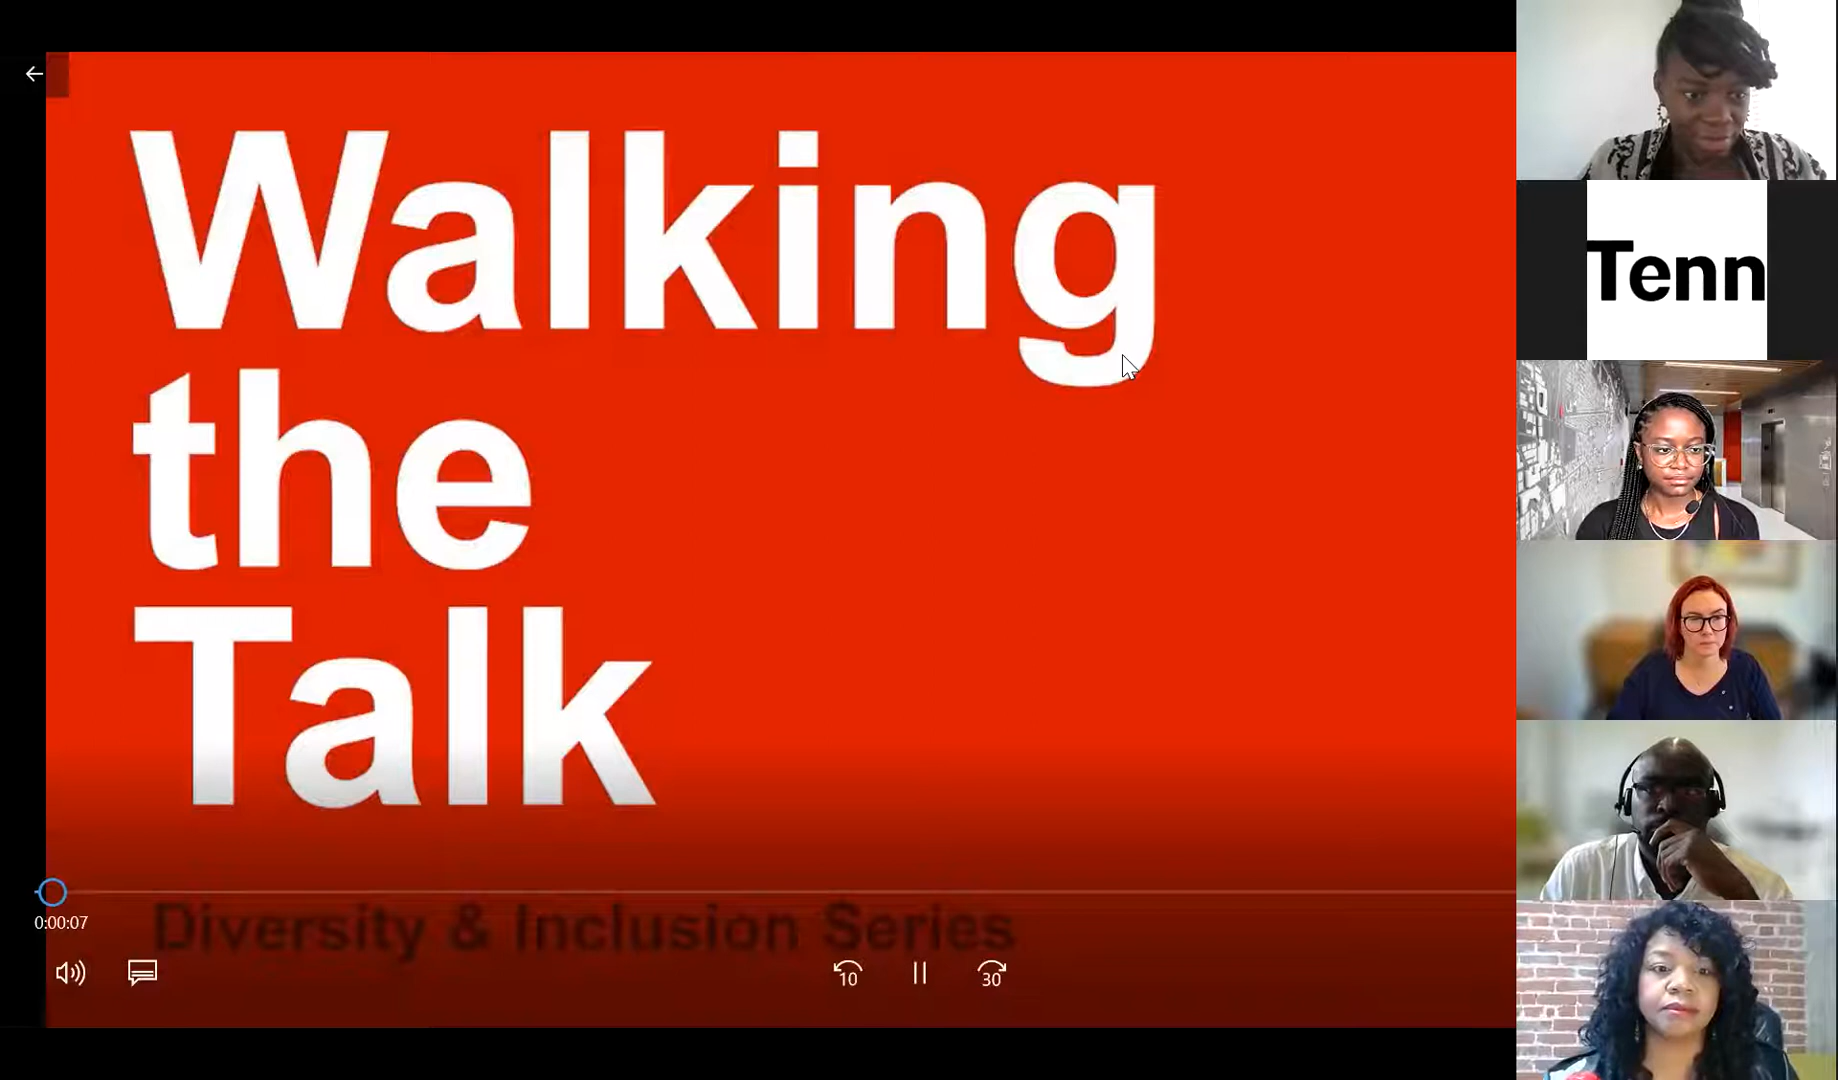 Walking
the
Talk
Diversity & Inclusion Series
0:00:07
10
30
Tenn